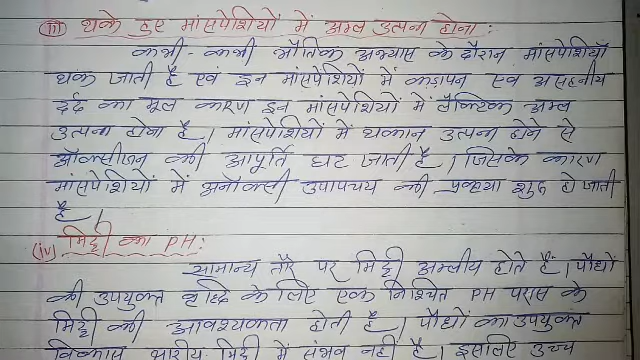 (iii) थके हुए मांसपेशियों में अम्ल उत्पन्न होना :
कभी-कभी भौतिक अभ्यास के दौरान मांसपेशियाँ
थक जाती है एवं इन मांसपेशियों में कड़ापन एवं असहनीय
दर्द का मूल कारण इन मांसपेशियों में लैक्टिक अम्ल
उत्पन्न होना है। मांसपेशियों में थकान उत्पन्न होने से
ऑक्सीजन की आपूर्ति घट जाती है। जिसके कारण
मांसपेशियों में अनॉक्सी उपापचय की प्रक्रिया शुरू हो जाती
है।
(iv) मिट्टी का PH:
सामान्य तौर पर मिट्टी अम्लीय होते हैं। पौधों
की उपयुक्त वृद्धि के लिए एक निश्चित PH परास के
मिट्टी की आवश्यकता होती है। पौधों का उपयुक्त
विकास क्षारीय मिट्टी में संभव नहीं है। इसलिए उच्च